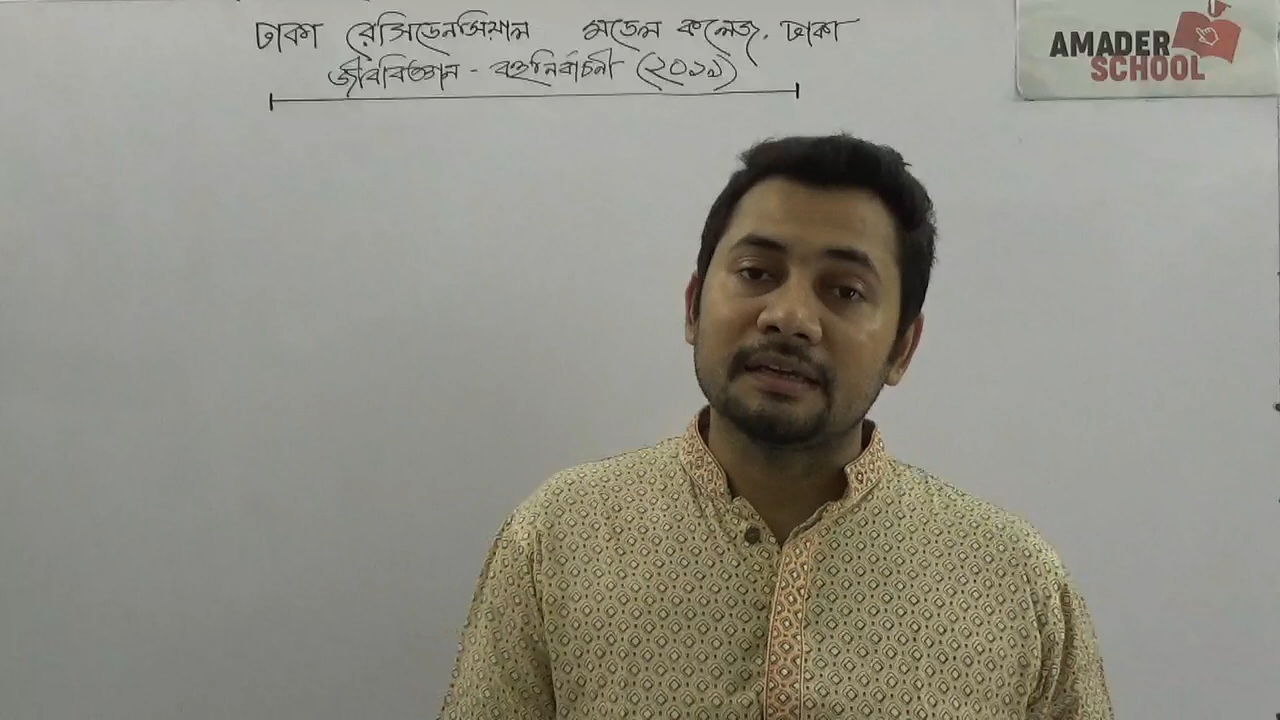 ঢাকা রেসিডেনসিয়াল মডেল কলেজ, ঢাকা
জীববিজ্ঞান - বহুনির্বাচনী (২০১৯)
AMADER
SCHOOL